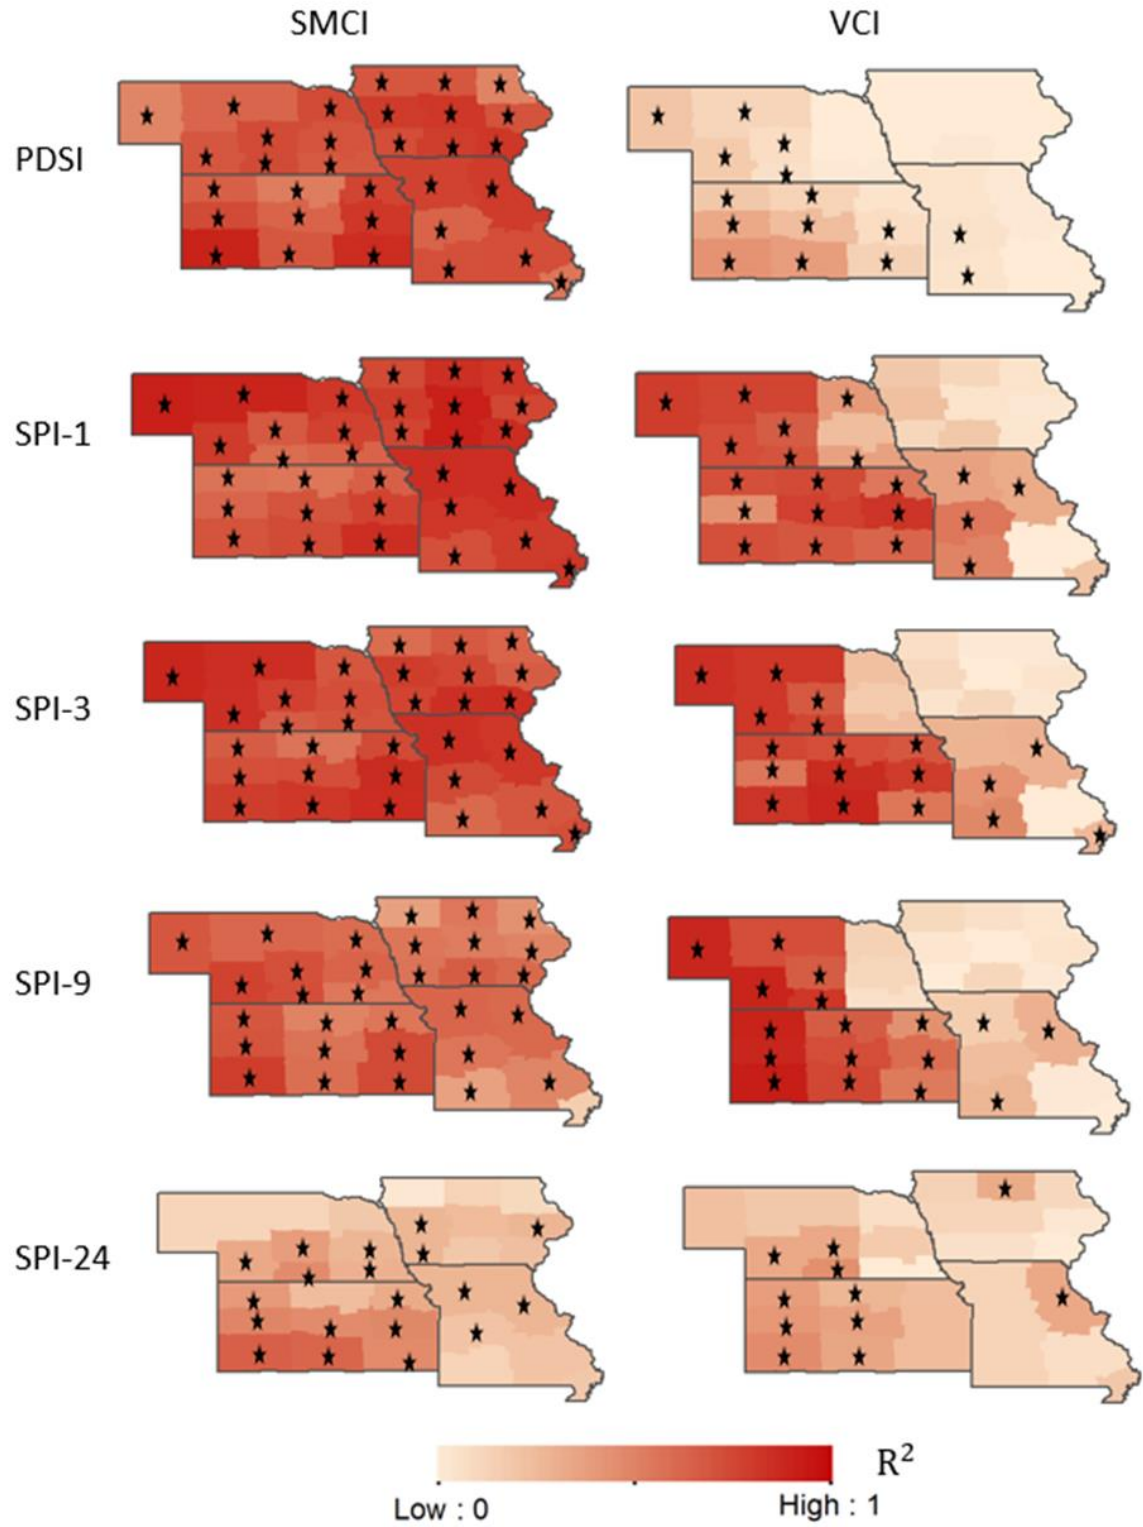 SMCI VCI
PDSI
SPI-1
SPI-3
SPI-9
SPI-24
R²
Low : 0 High : 1